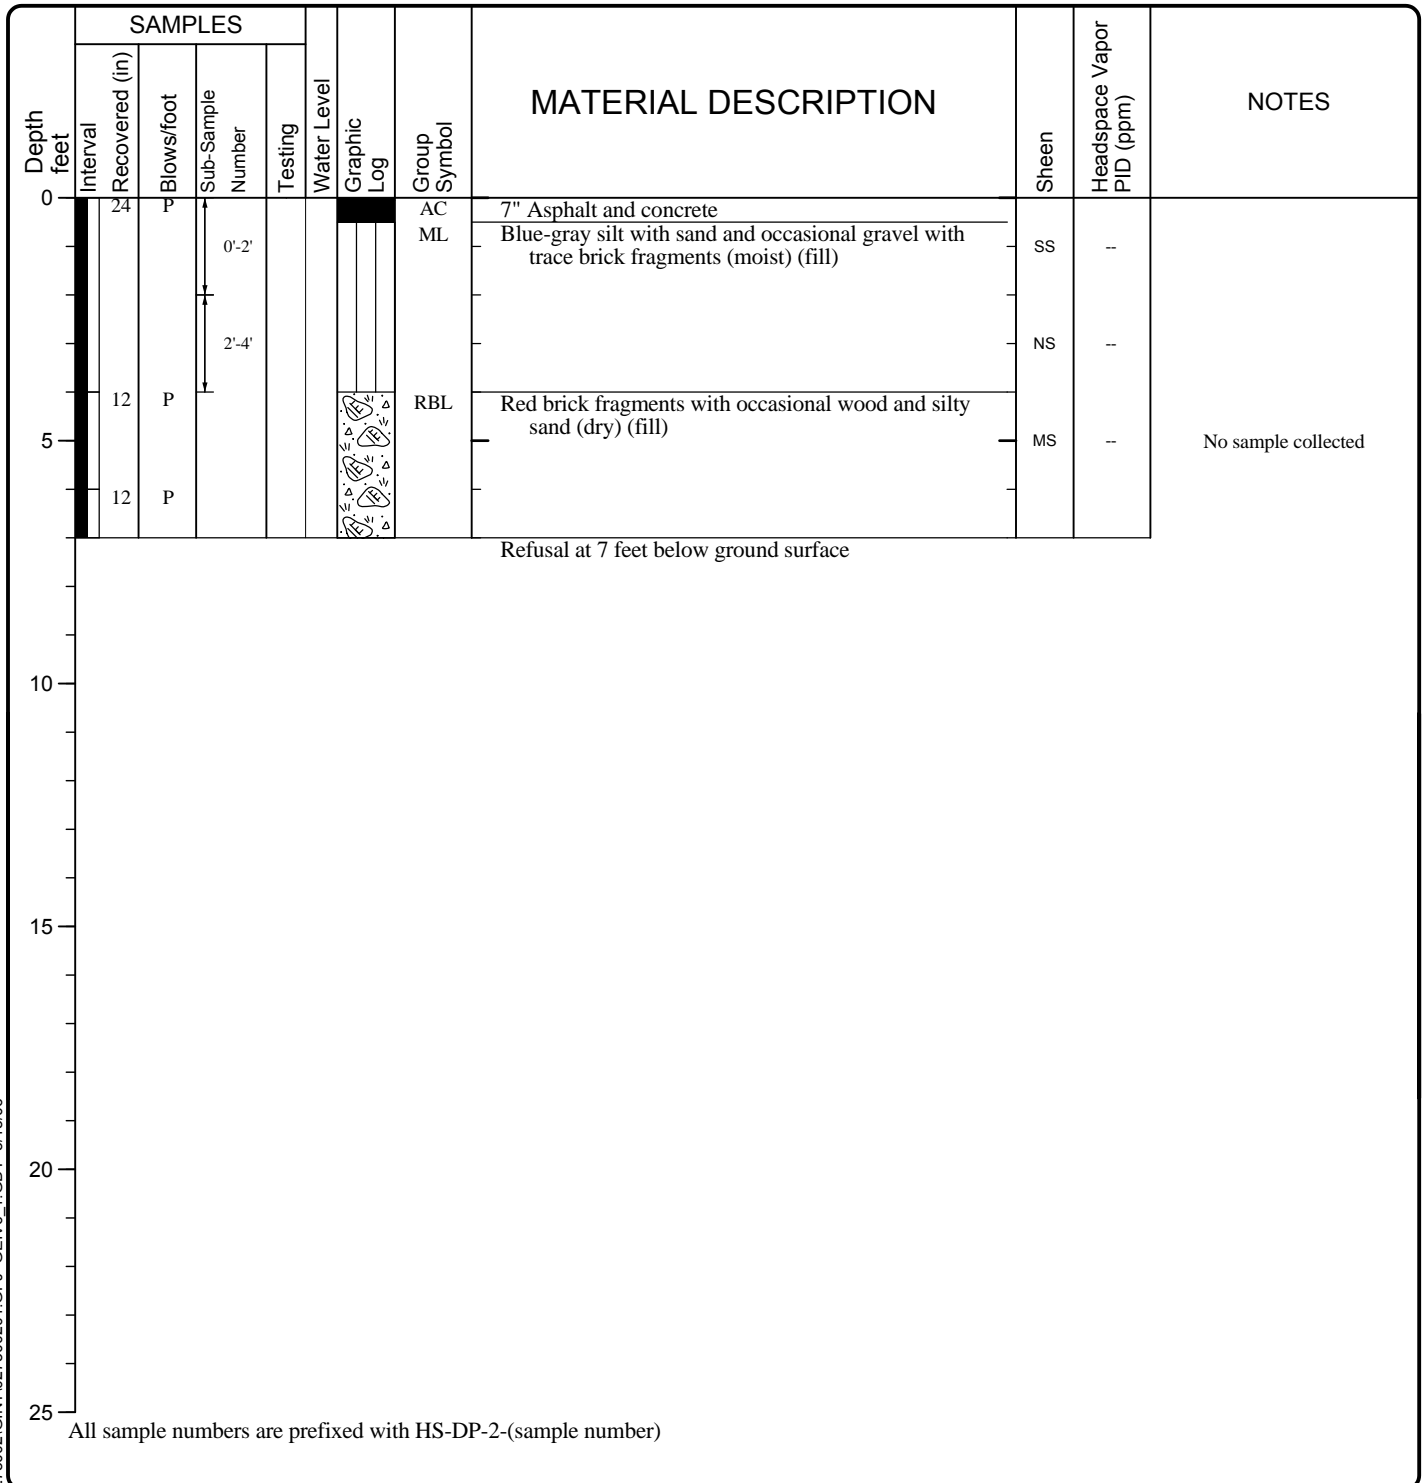 SAMPLES
Depth
feet
Interval
Recovered (in)
Blows/foot
Sub-Sample
Number
Testing
Water Level
Graphic
Log
Group
Symbol
MATERIAL DESCRIPTION
Sheen
Headspace Vapor
PID (ppm)
NOTES
0
24 P AC 7" Asphalt and concrete
ML Blue-gray silt with sand and occasional gravel with
0'-2' SS --
trace brick fragments (moist) (fill)
2'-4' NS --
12 P RBL Red brick fragments with occasional wood and silty
sand (dry) (fill)
5 MS -- No sample collected
12 P
Refusal at 7 feet below ground surface
10
15
20
25
All sample numbers are prefixed with HS-DP-2-(sample number)